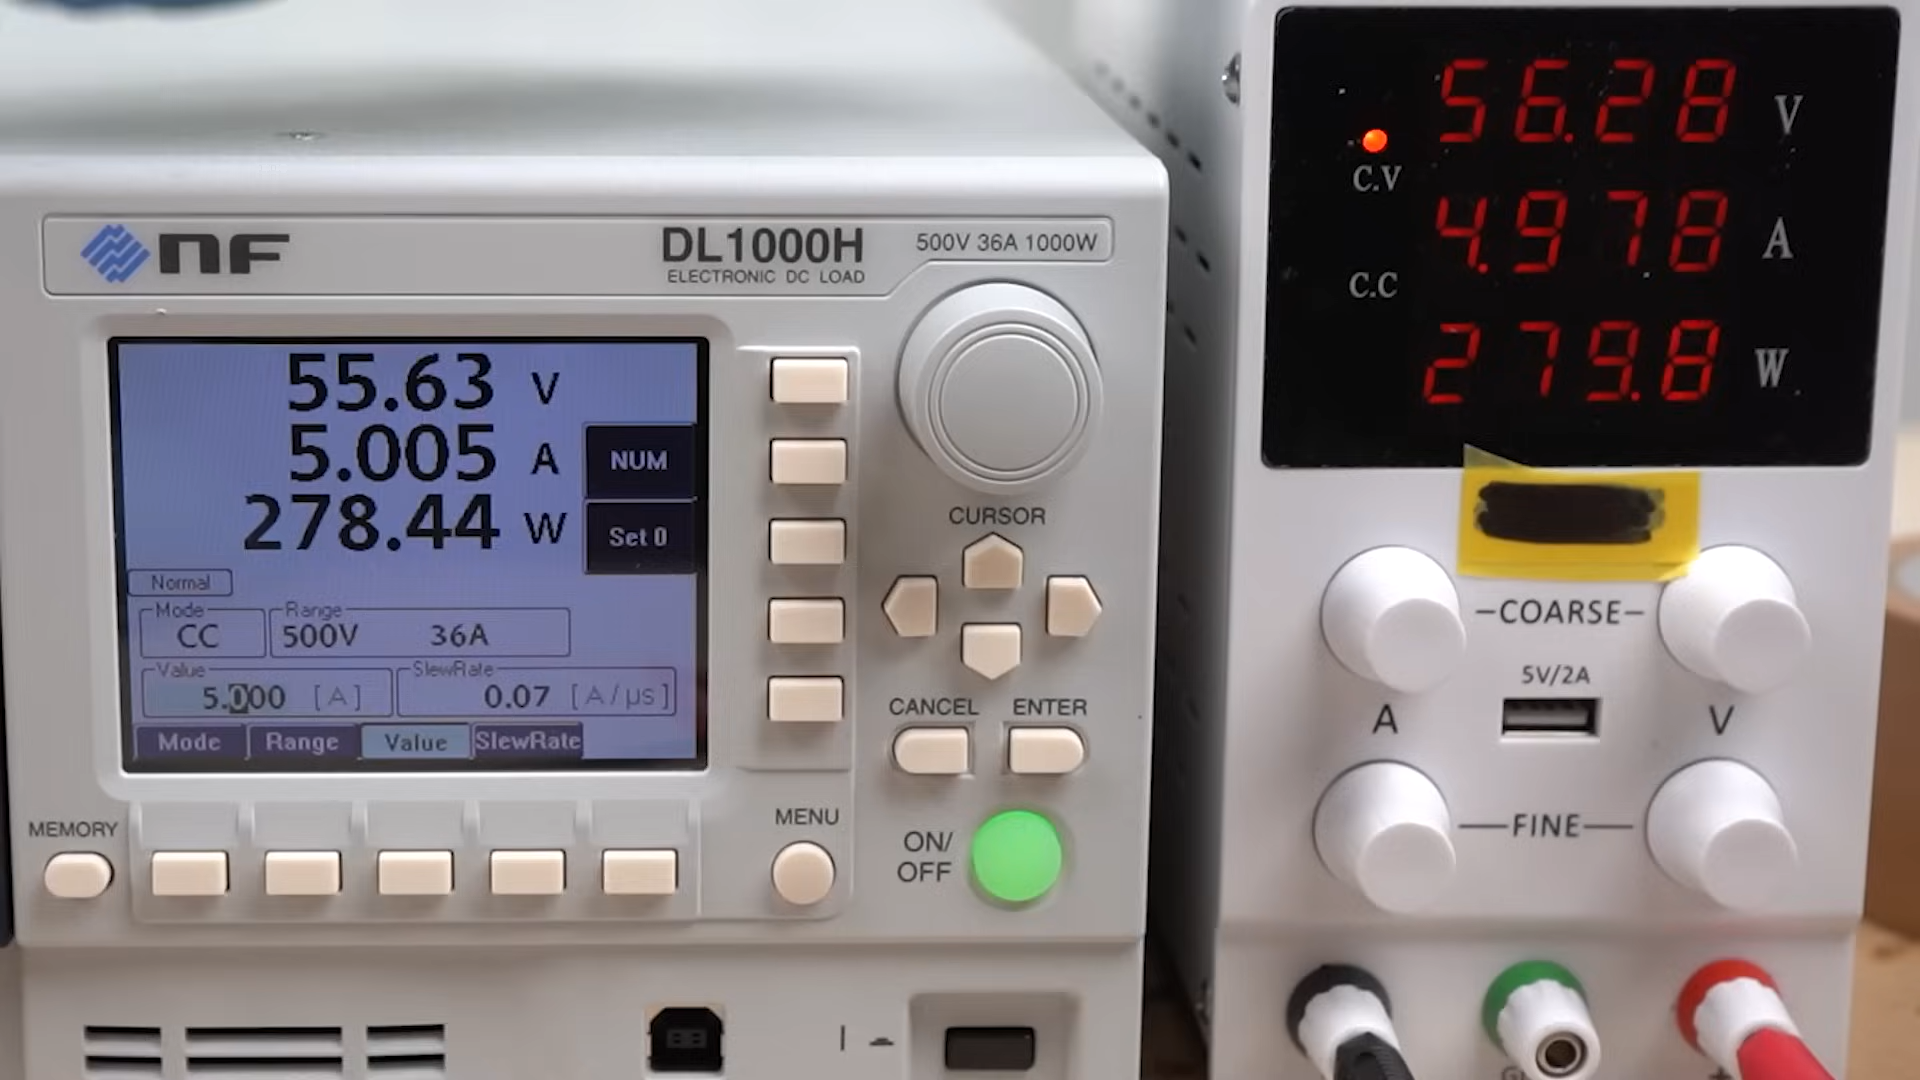 nF
DL1000H
ELECTRONIC DC LOAD
500V 36A 1000W
55.63 V
5.005 A
278.44 W
NUM
Set 0
Normal
Mode
CC
Range
500V 36A
Value
5.000 [A]
SlewRate
0.07 [A/µs]
Mode Range Value SlewRate
CURSOR
CANCEL ENTER
MEMORY
MENU
ON/
OFF
56.28 V
C.V
4.978 A
C.C
279.8 W
COARSE
5V/2A
A V
FINE